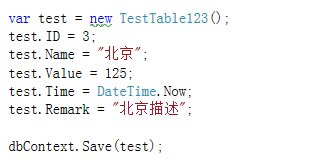 var test = new TestTable123();
test.ID = 3;
test.Name = "北京";
test.Value = 125;
test.Time = DateTime.Now;
test.Remark = "北京描述";
dbContext.Save(test);